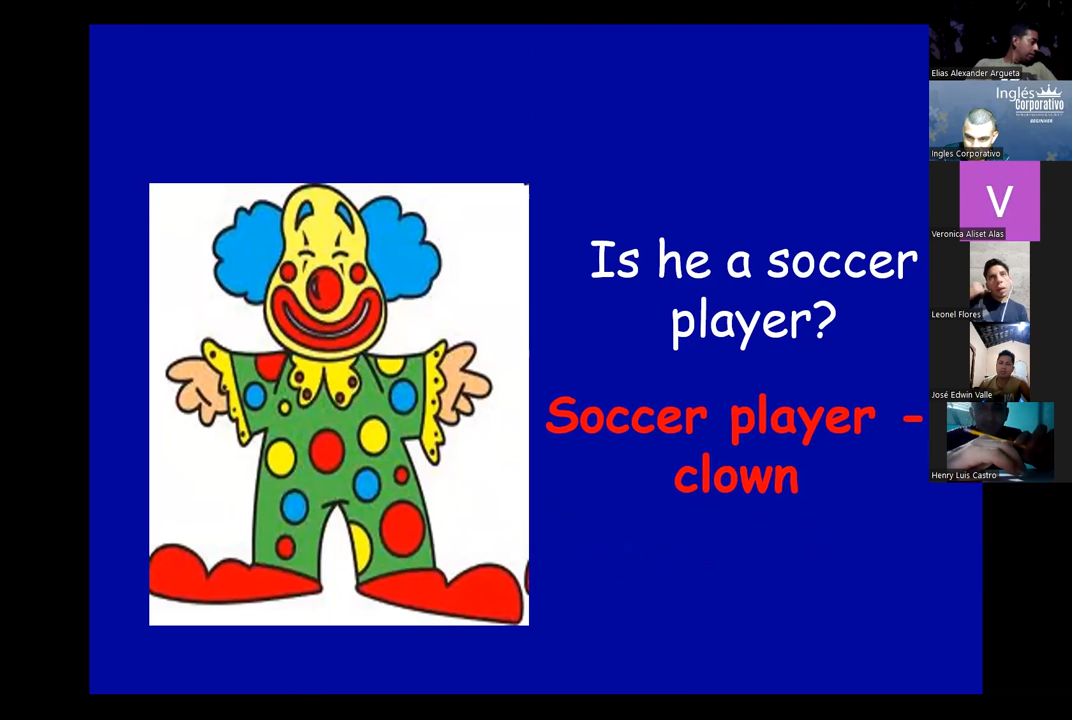 Is he a soccer
player?
Soccer player -
clown
Elias Alexander Argueta
Inglés
Corporativo
BEGINNER
Ingles Corporativo
V
Veronica Aliset Alas
Leonel Flores
José Edwin Valle
Henry Luis Castro